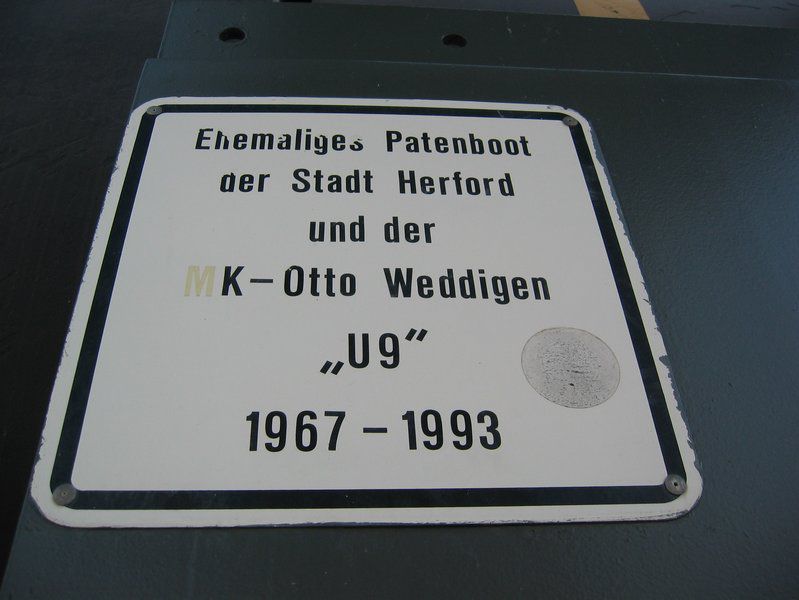 Ehemaliges Patenboot
der Stadt Herford
und der
MK-Otto Weddigen
„U9”
1967-1993